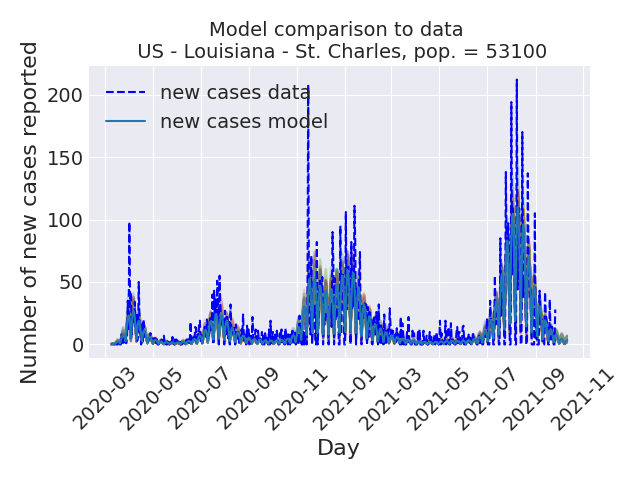 Model comparison to data
US - Louisiana - St. Charles, pop. = 53100
new cases data
new cases model
Number of new cases reported
200
150
100
50
0
2020-03
2020-05
2020-07
2020-09
2020-11
2021-01
2021-03
2021-05
2021-07
2021-09
2021-11
Day